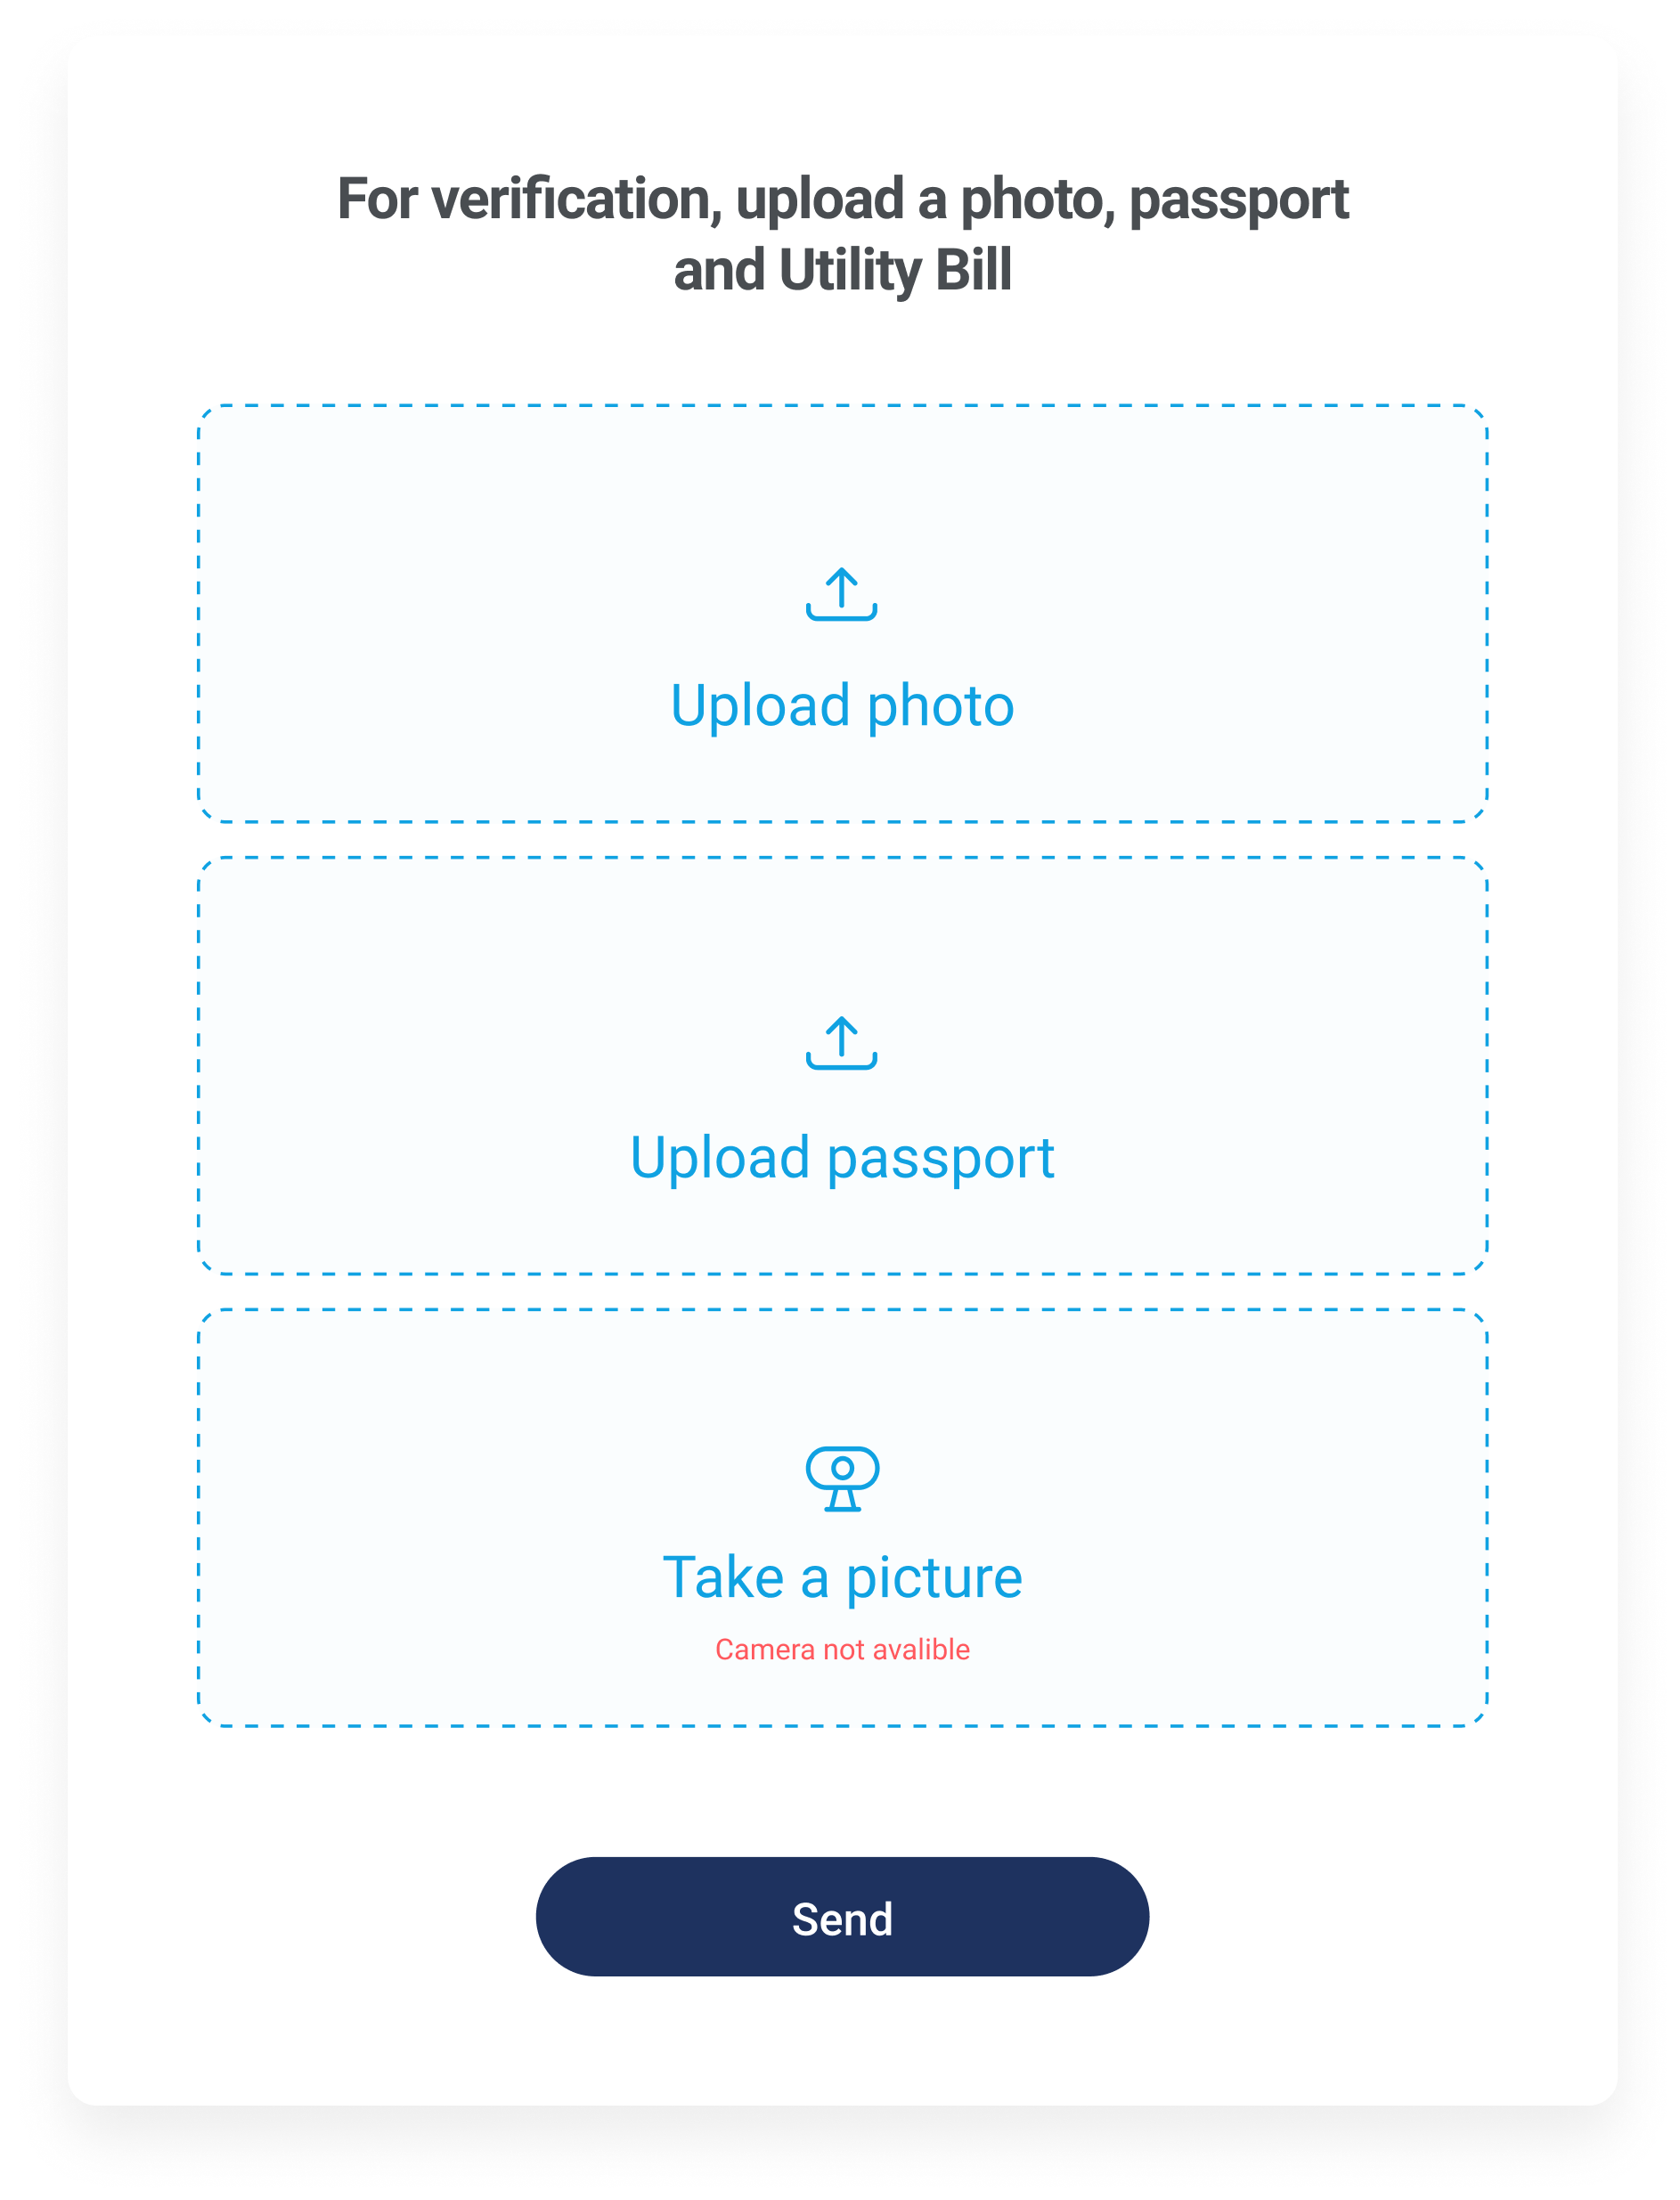 For verification, upload a photo, passport
and Utility Bill
Upload photo
Upload passport
Take a picture
Camera not avalible
Send